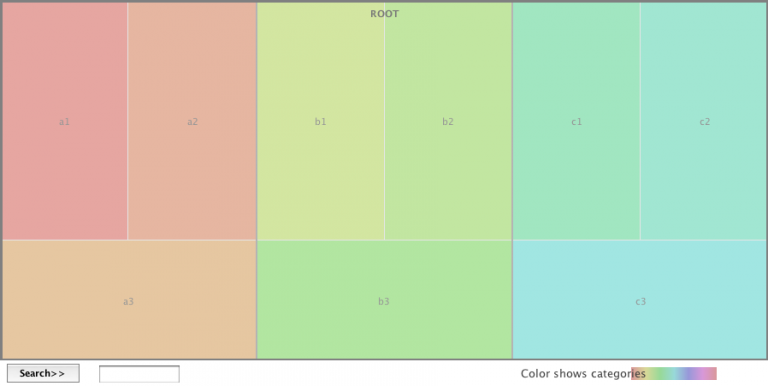 ROOT
a1
a2
b1
b2
c1
c2
a3
b3
c3
Search>>
Color shows categories